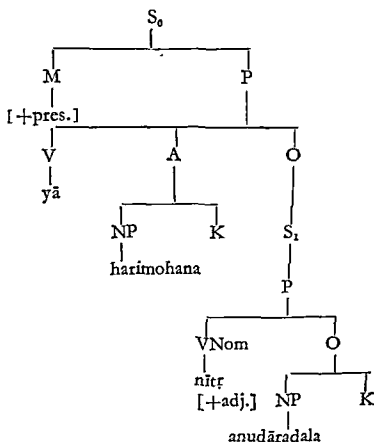 S₀
M P
[+pres.]
V A O
yā
NP K S₁
harimohana
P
VNom O
nītṛ
[+adj.] NP K
anudāradala